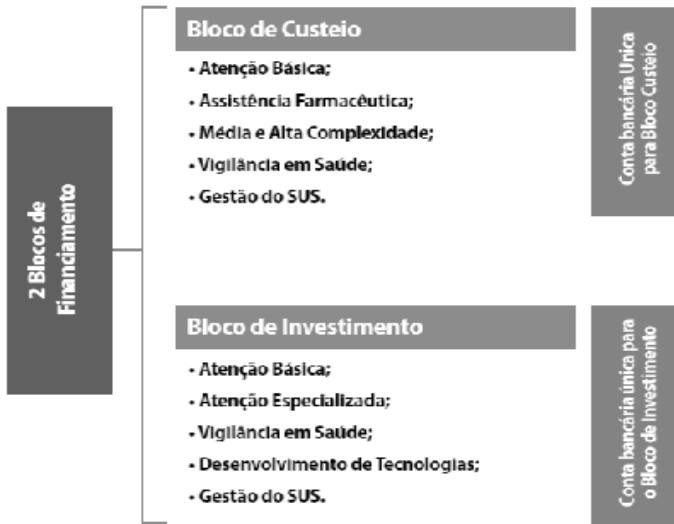 2 Blocos de
Financiamento
Bloco de Custeio
• Atenção Básica;
• Assistência Farmacêutica;
• Média e Alta Complexidade;
• Vigilância em Saúde;
• Gestão do SUS.
Conta bancária Unica
para Bloco Custeio
Bloco de Investimento
• Atenção Básica;
• Atenção Especializada;
• Vigilância em Saúde;
• Desenvolvimento de Tecnologias;
• Gestão do SUS.
Conta bancária única para
o Bloco de Investimento